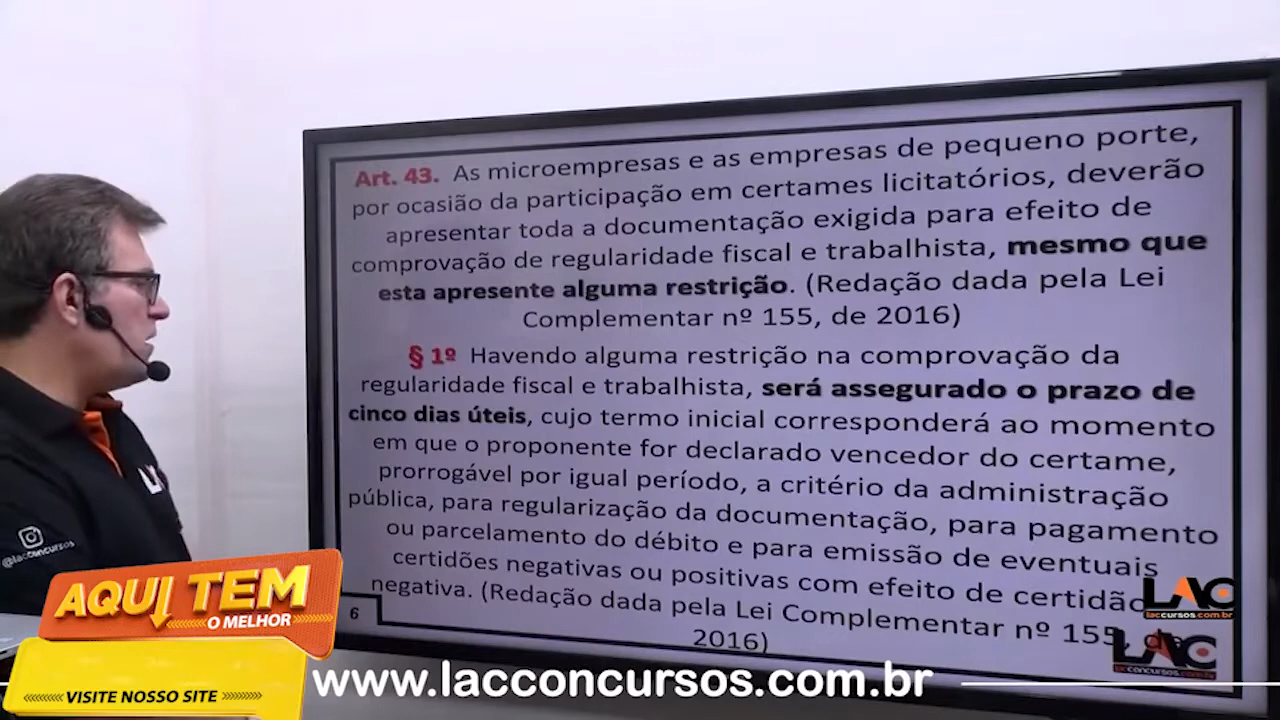 Art. 43. As microempresas e as empresas de pequeno porte,
por ocasião da participação em certames licitatórios, deverão
apresentar toda a documentação exigida para efeito de
comprovação de regularidade fiscal e trabalhista, mesmo que
esta apresente alguma restrição. (Redação dada pela Lei
Complementar nº 155, de 2016)
§ 1º Havendo alguma restrição na comprovação da
regularidade fiscal e trabalhista, será assegurado o prazo de
cinco dias úteis, cujo termo inicial corresponderá ao momento
em que o proponente for declarado vencedor do certame,
prorrogável por igual período, a critério da administração
pública, para regularização da documentação, para pagamento
ou parcelamento do débito e para emissão de eventuais
certidões negativas ou positivas com efeito de certidão
negativa. (Redação dada pela Lei Complementar nº 155, de
2016)
6
LAC
laccursos.com.br
LAC
@lacconcursos
AQUI TEM
O MELHOR
VISITE NOSSO SITE
www.lacconcursos.com.br